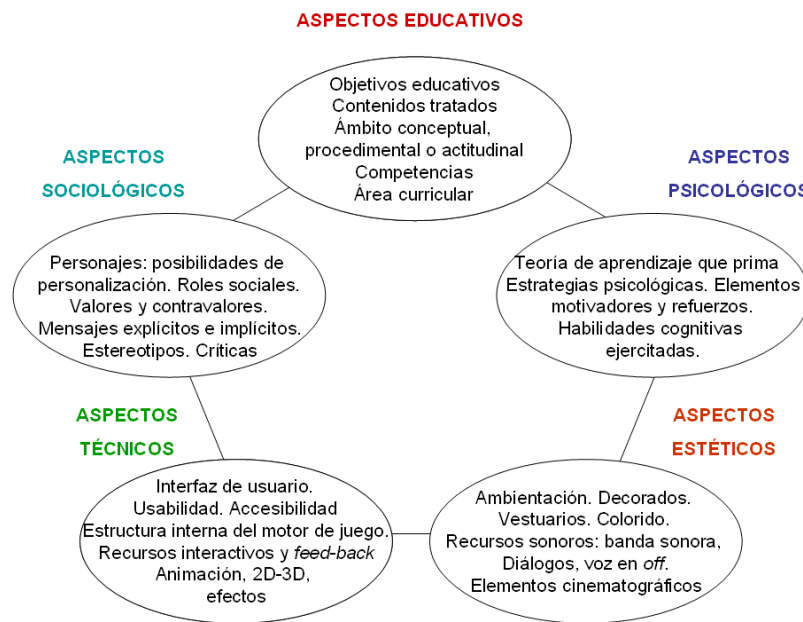 ASPECTOS EDUCATIVOS
Objetivos educativos
Contenidos tratados
Ámbito conceptual,
procedimental o actitudinal
Competencias
Área curricular
ASPECTOS
SOCIOLÓGICOS
Personajes: posibilidades de
personalización. Roles sociales.
Valores y contravalores.
Mensajes explícitos e implícitos.
Estereotipos. Críticas
ASPECTOS
PSICOLÓGICOS
Teoría de aprendizaje que prima
Estrategias psicológicas. Elementos
motivadores y refuerzos.
Habilidades cognitivas
ejercitadas.
ASPECTOS
TÉCNICOS
Interfaz de usuario.
Usabilidad. Accesibilidad
Estructura interna del motor de juego.
Recursos interactivos y feed-back
Animación, 2D-3D,
efectos
ASPECTOS
ESTÉTICOS
Ambientación. Decorados.
Vestuarios. Colorido.
Recursos sonoros: banda sonora,
Diálogos, voz en off.
Elementos cinematográficos